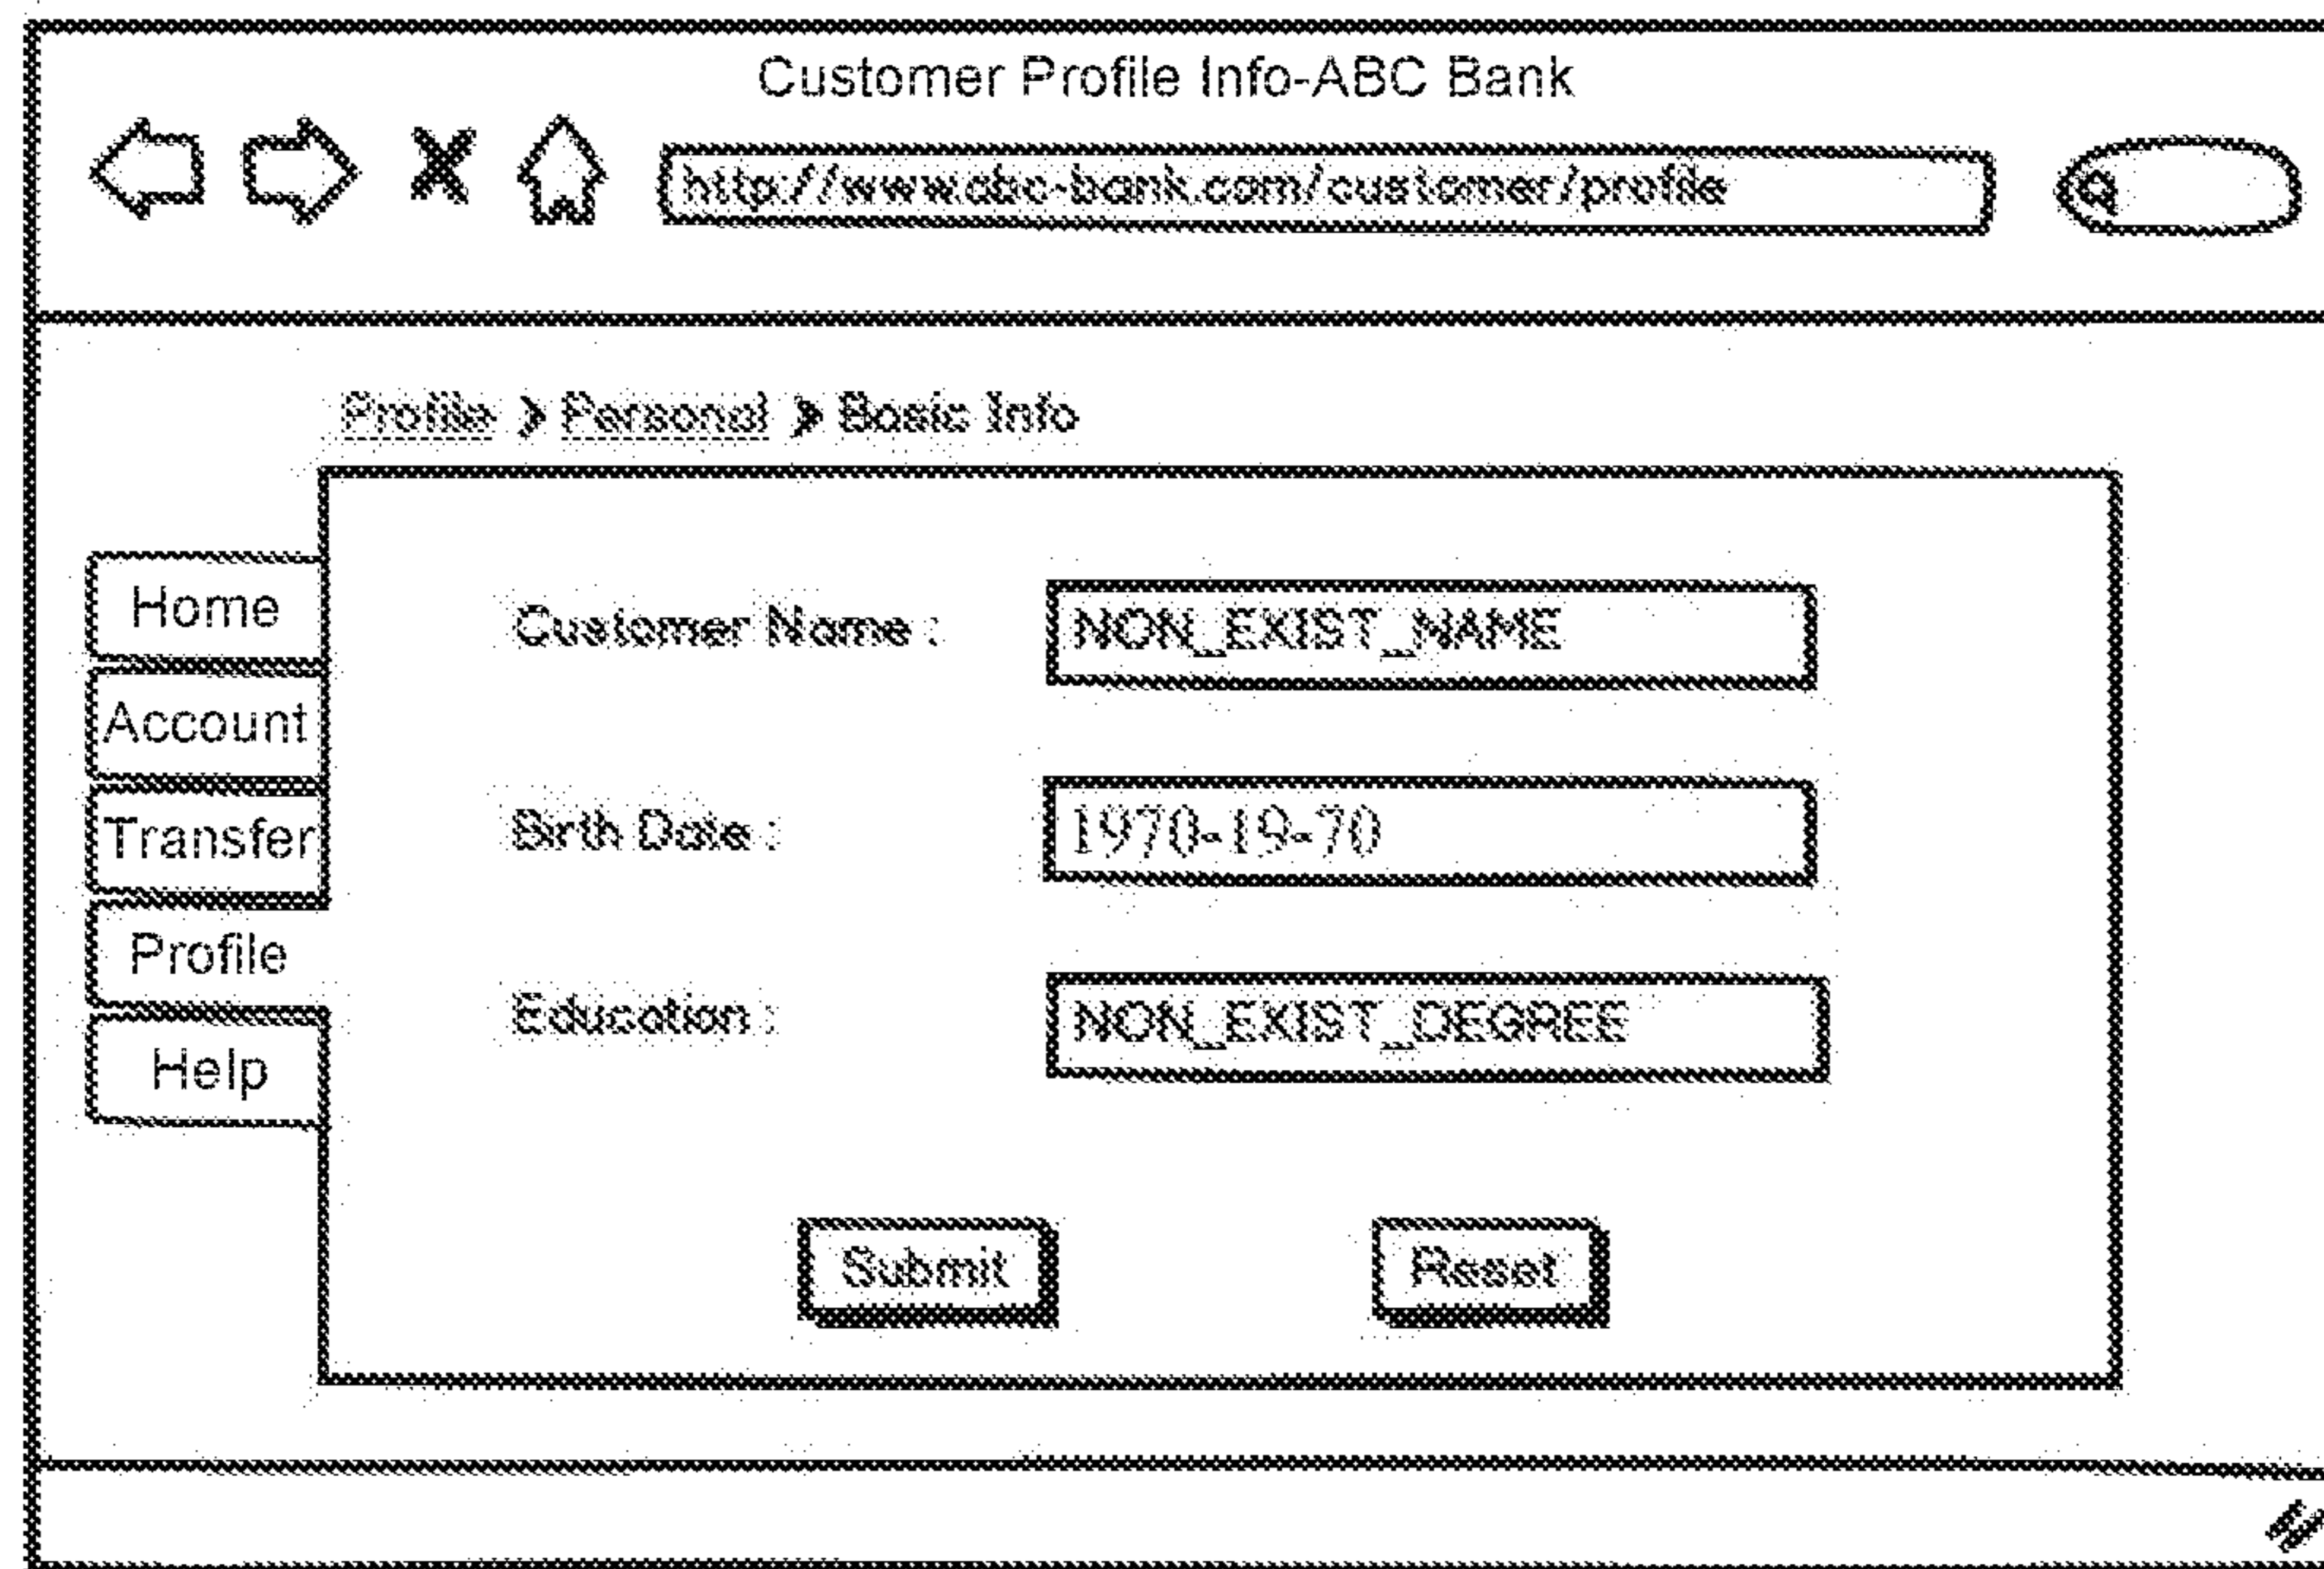 Customer Profile Info-ABC Bank
http://www.abc-bank.com/customer/profile
Profile > Personal > Basic Info
Home
Customer Name : NON_EXIST_NAME
Account
Transfer
Birth Date : 1970-19-70
Profile
Education : NON_EXIST_DEGREE
Help
Submit Reset